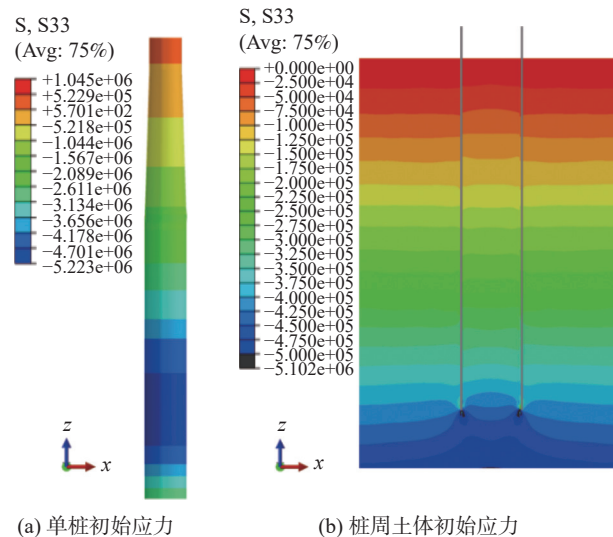 S, S33
(Avg: 75%)
+1.045e+06
+5.229e+05
+5.701e+02
−5.218e+05
−1.044e+06
−1.567e+06
−2.089e+06
−2.611e+06
−3.134e+06
−3.656e+06
−4.178e+06
−4.701e+06
−5.223e+06
z
x
(a) 单桩初始应力
S, S33
(Avg: 75%)
+0.000e+00
−2.500e+04
−5.000e+04
−7.500e+04
−1.000e+05
−1.250e+05
−1.500e+05
−1.750e+05
−2.000e+05
−2.250e+05
−2.500e+05
−2.750e+05
−3.000e+05
−3.250e+05
−3.500e+05
−3.750e+05
−4.000e+05
−4.250e+05
−4.500e+05
−4.750e+05
−5.000e+05
−5.102e+06
z
x
(b) 桩周土体初始应力